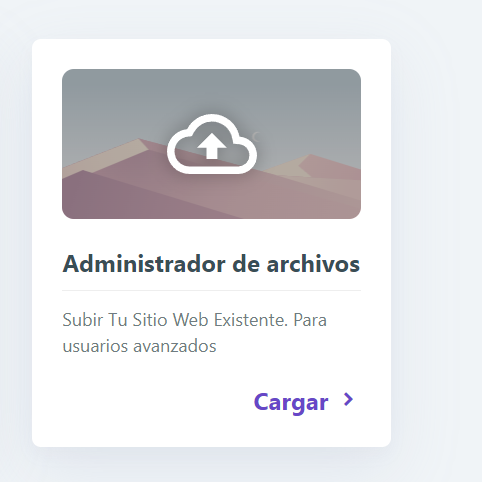 Administrador de archivos
Subir Tu Sitio Web Existente. Para
usuarios avanzados
Cargar